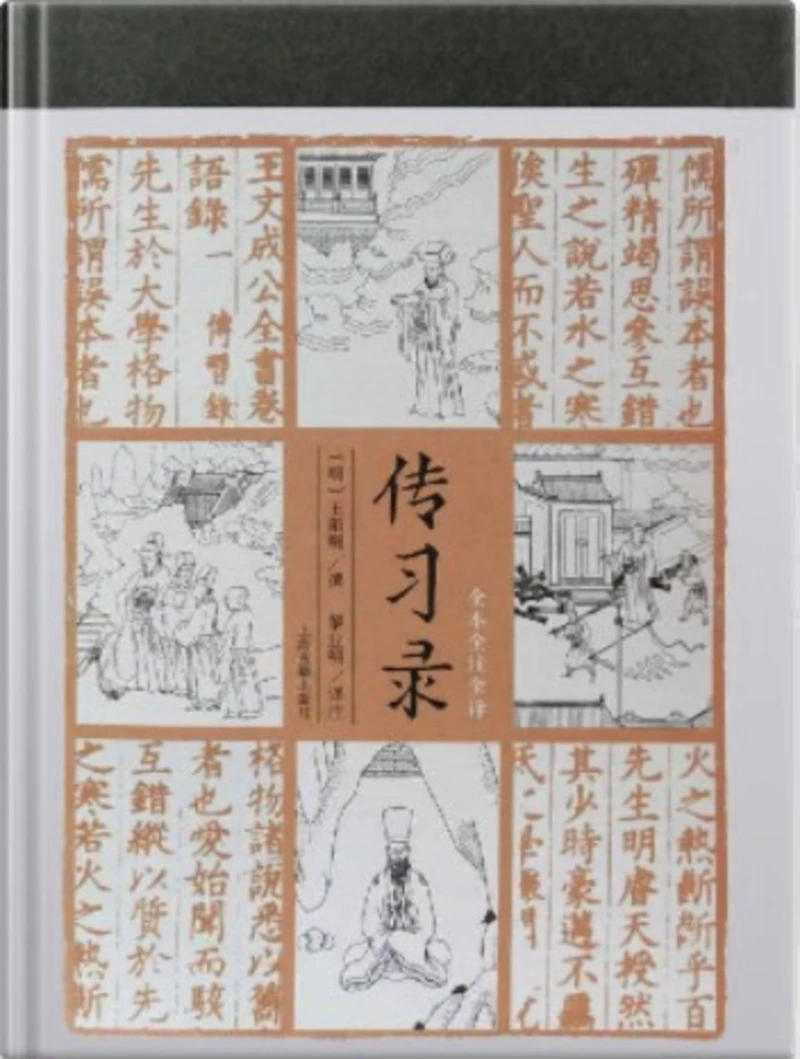 王文成公全書卷
語錄一 傳習錄
先生於大學格物
儒所謂誤本者也
儒所謂誤本者也
殫精竭思參互錯
生之說若水之寒
俟聖人而不惑者
传习录
全本全注全译
〔明〕王阳明/撰 黎业明/译注
上海古籍出版社
格物諸說悉以舊
者也愛始聞而駭
互錯縱以質於先
之寒若火之熱斷
火之熱斷斷乎百
先生明睿天授然
其少時豪邁不羈